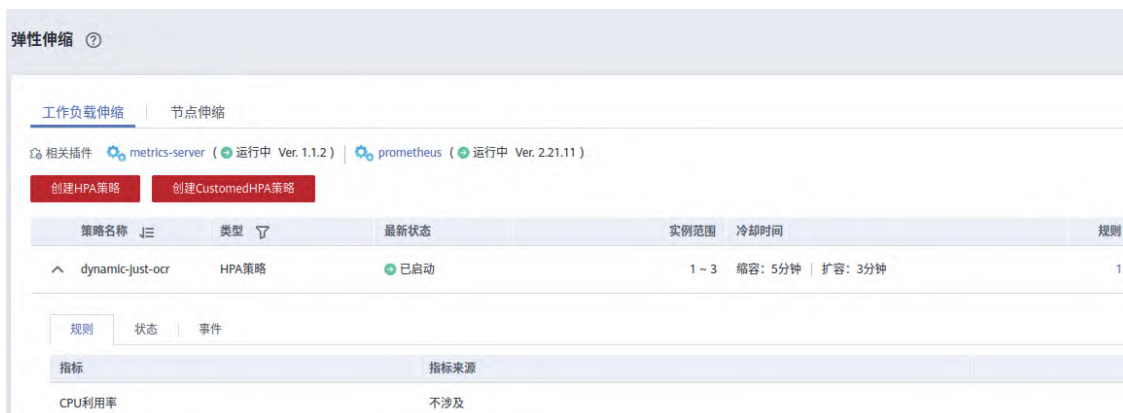 弹性伸缩
工作负载伸缩 节点伸缩
相关插件 metrics-server ( 运行中 Ver. 1.1.2 ) prometheus ( 运行中 Ver. 2.21.11 )
创建HPA策略 创建CustomedHPA策略
策略名称 类型 最新状态 实例范围 冷却时间 规则
dynamic-just-ocr HPA策略 已启动 1 ~ 3 缩容：5分钟 扩容：3分钟 1
规则 状态 事件
指标 指标来源
CPU利用率 不涉及